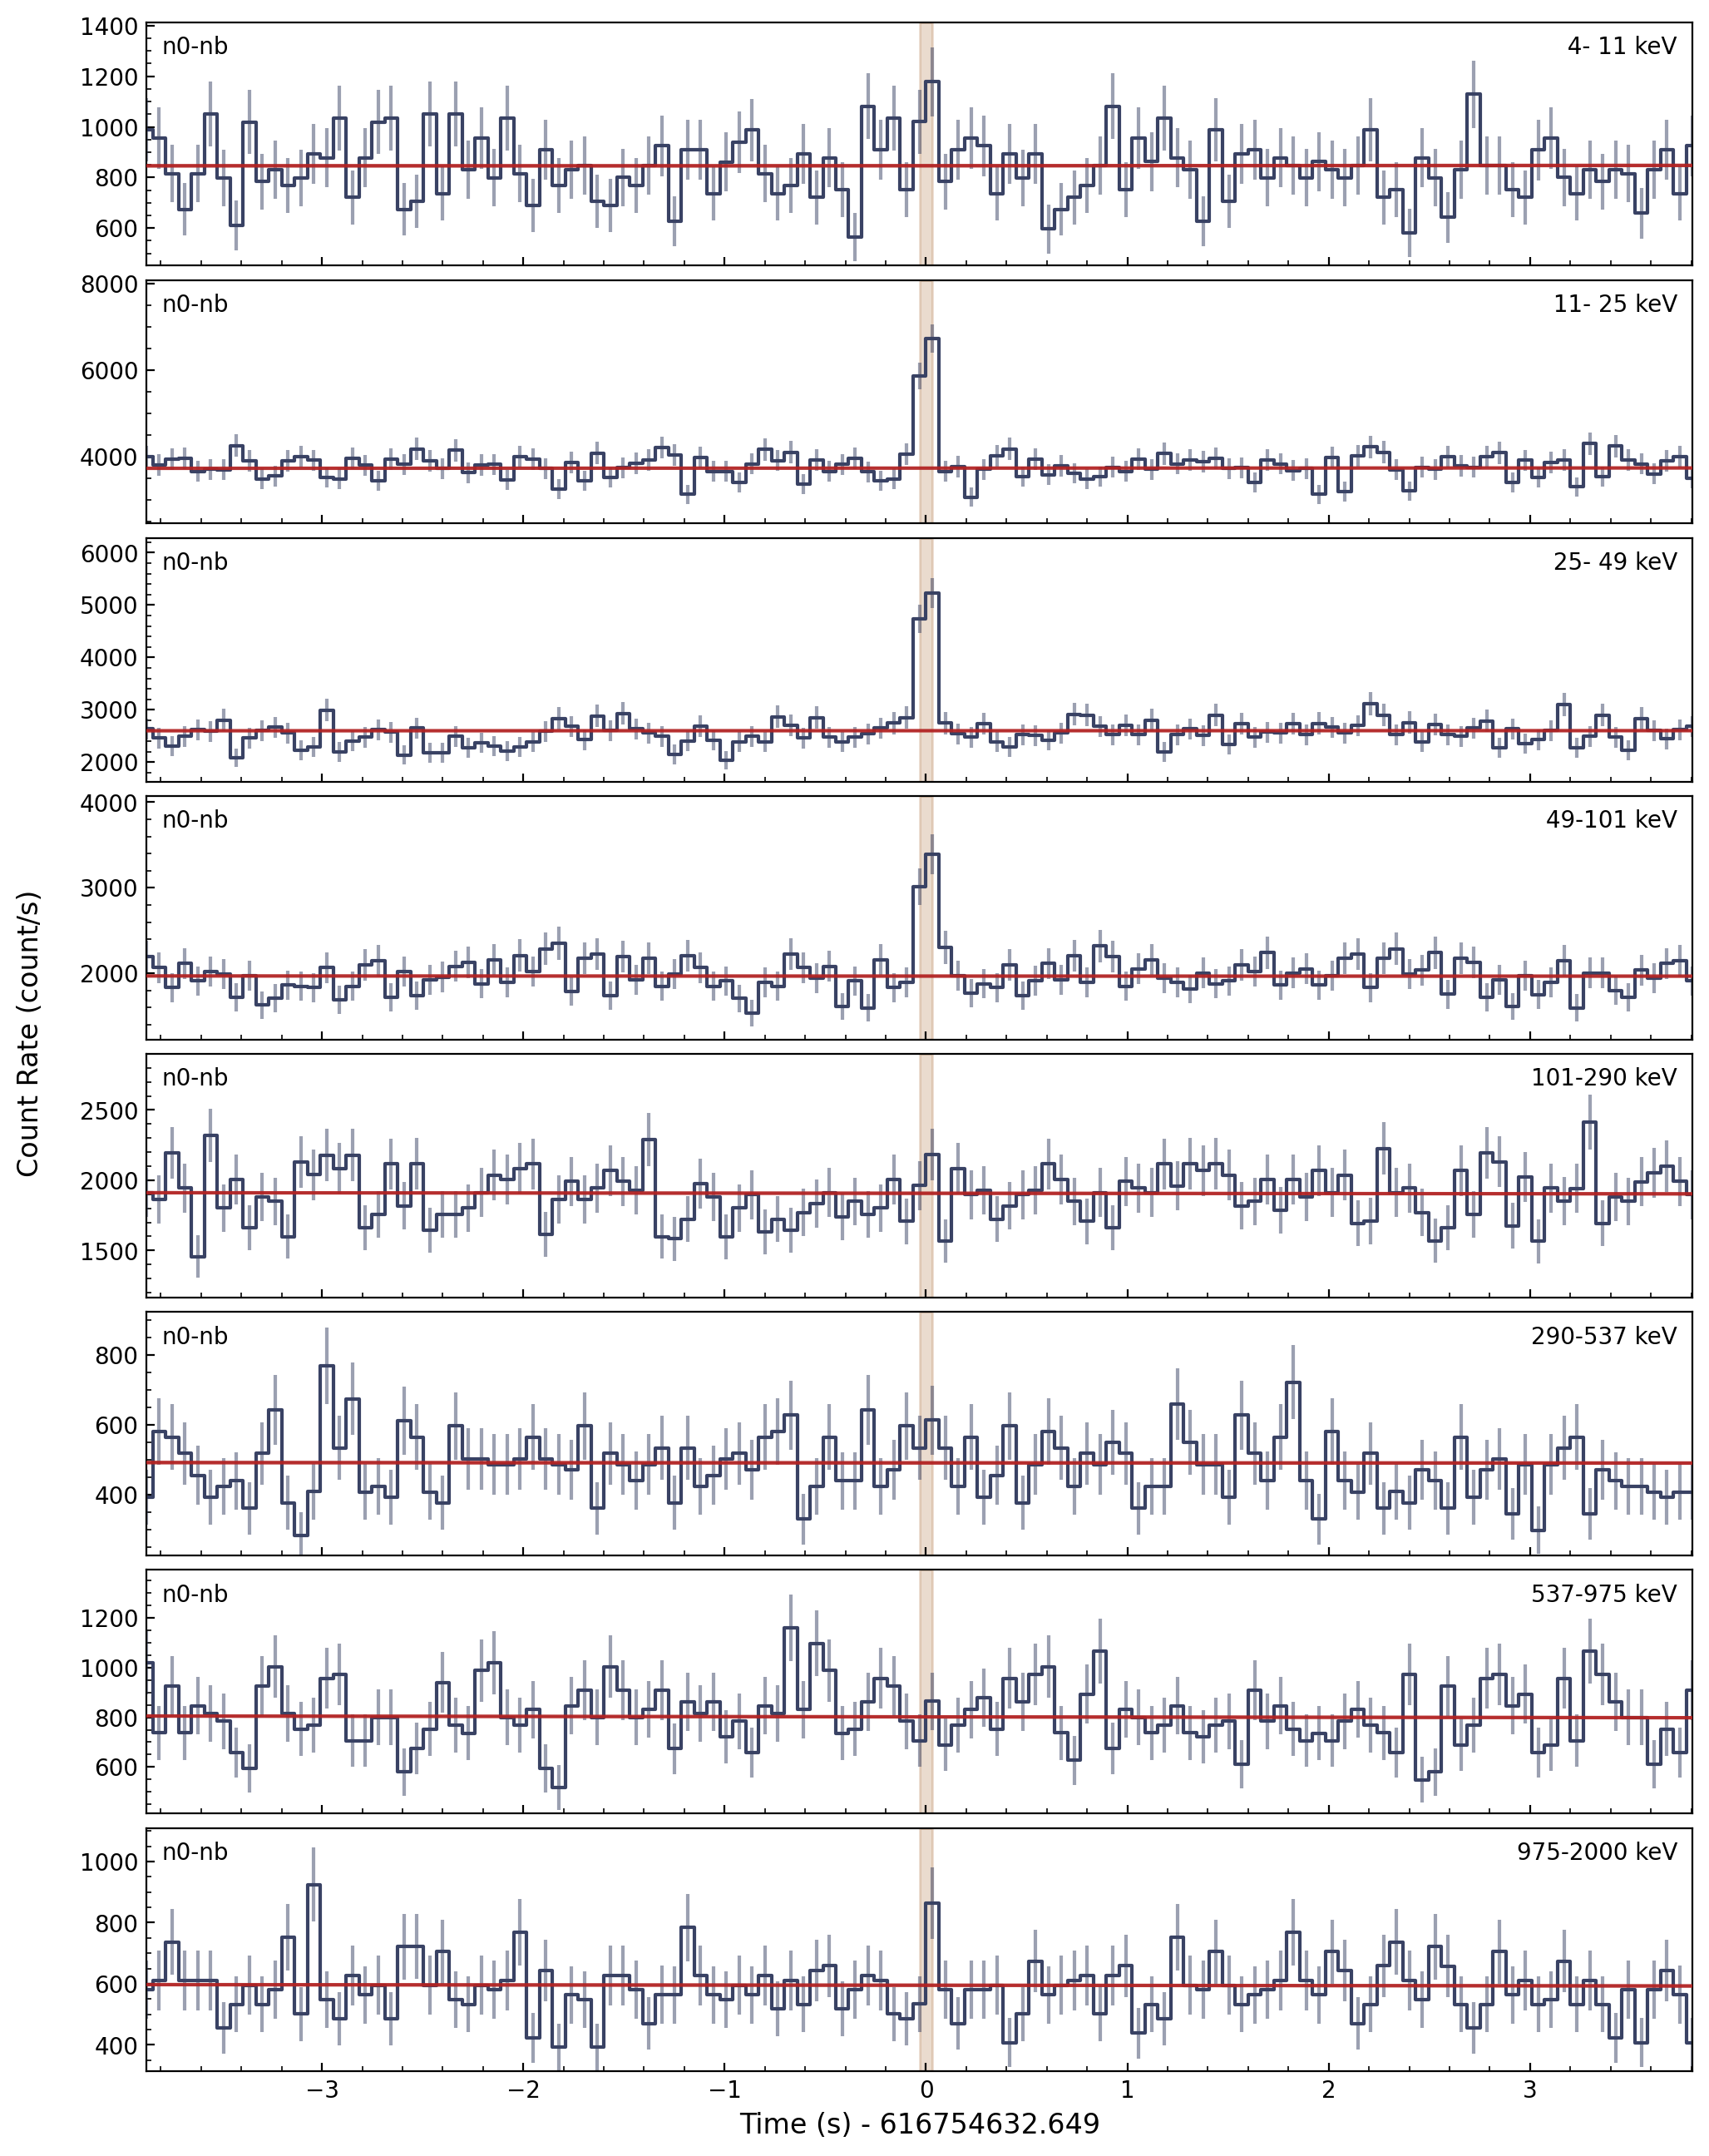 Count Rate (count/s)
n0-nb 4- 11 keV
1400
1200
1000
800
600
n0-nb 11- 25 keV
8000
6000
4000
n0-nb 25- 49 keV
6000
5000
4000
3000
2000
n0-nb 49-101 keV
4000
3000
2000
n0-nb 101-290 keV
2500
2000
1500
n0-nb 290-537 keV
800
600
400
n0-nb 537-975 keV
1200
1000
800
600
n0-nb 975-2000 keV
1000
800
600
400
−3 −2 −1 0 1 2 3
Time (s) - 616754632.649